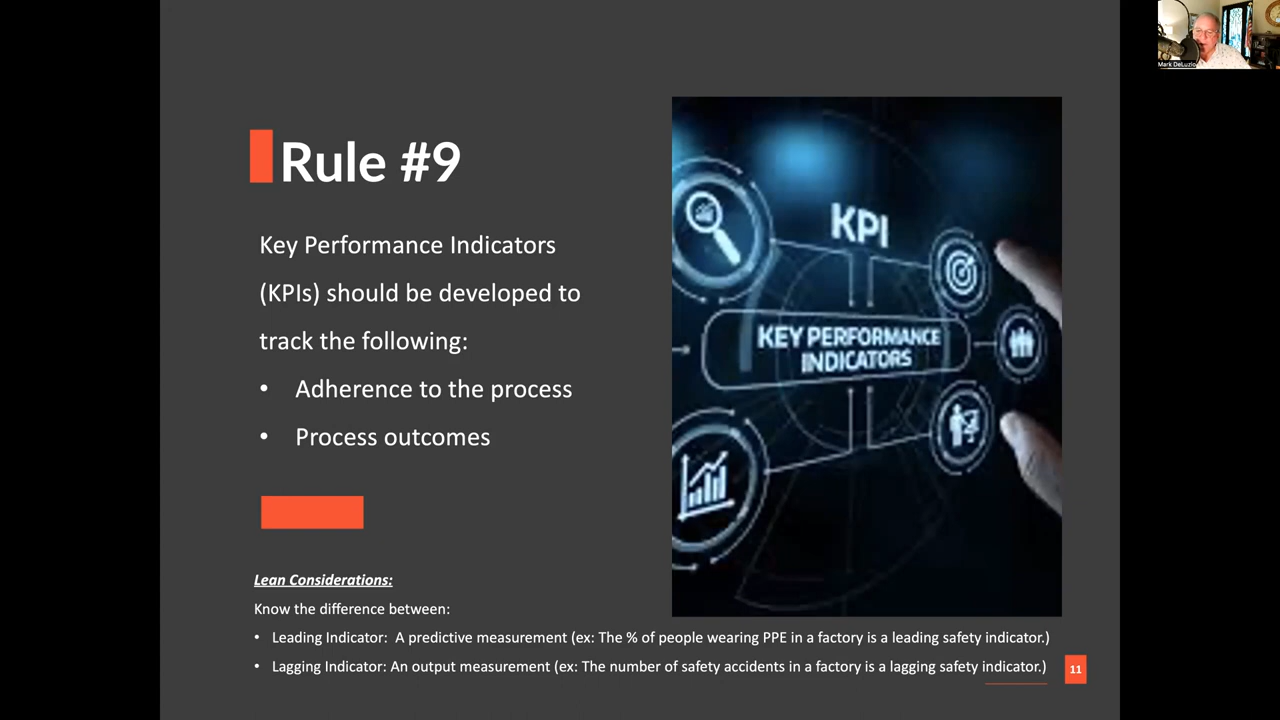 Mark DeLuzio
Rule #9
Key Performance Indicators
(KPIs) should be developed to
track the following:
• Adherence to the process
• Process outcomes
KPI
KEY PERFORMANCE
INDICATORS
Lean Considerations:
Know the difference between:
• Leading Indicator:  A predictive measurement (ex: The % of people wearing PPE in a factory is a leading safety indicator.)
• Lagging Indicator: An output measurement (ex: The number of safety accidents in a factory is a lagging safety indicator.)
11